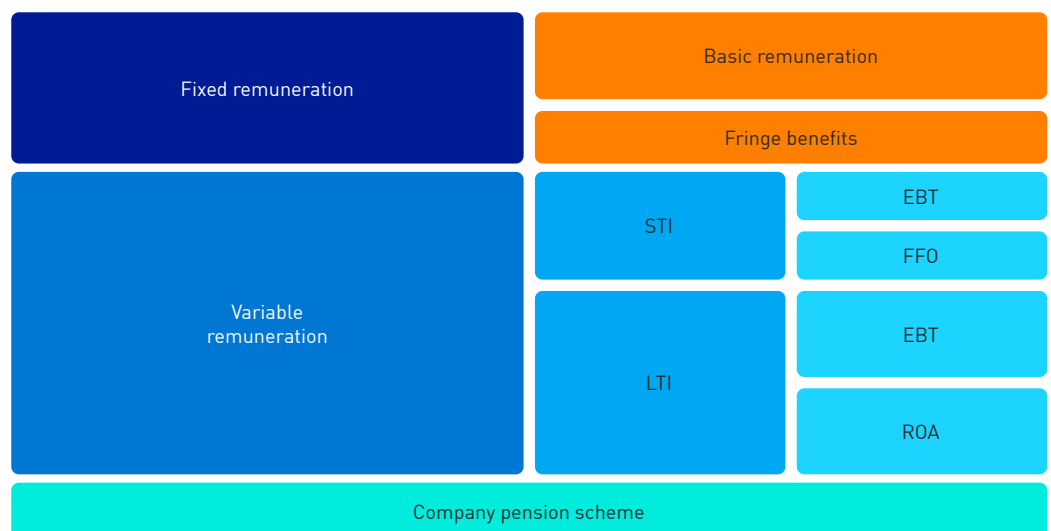 Fixed remuneration
Basic remuneration
Fringe benefits
Variable
remuneration
STI
EBT
FFO
LTI
EBT
ROA
Company pension scheme